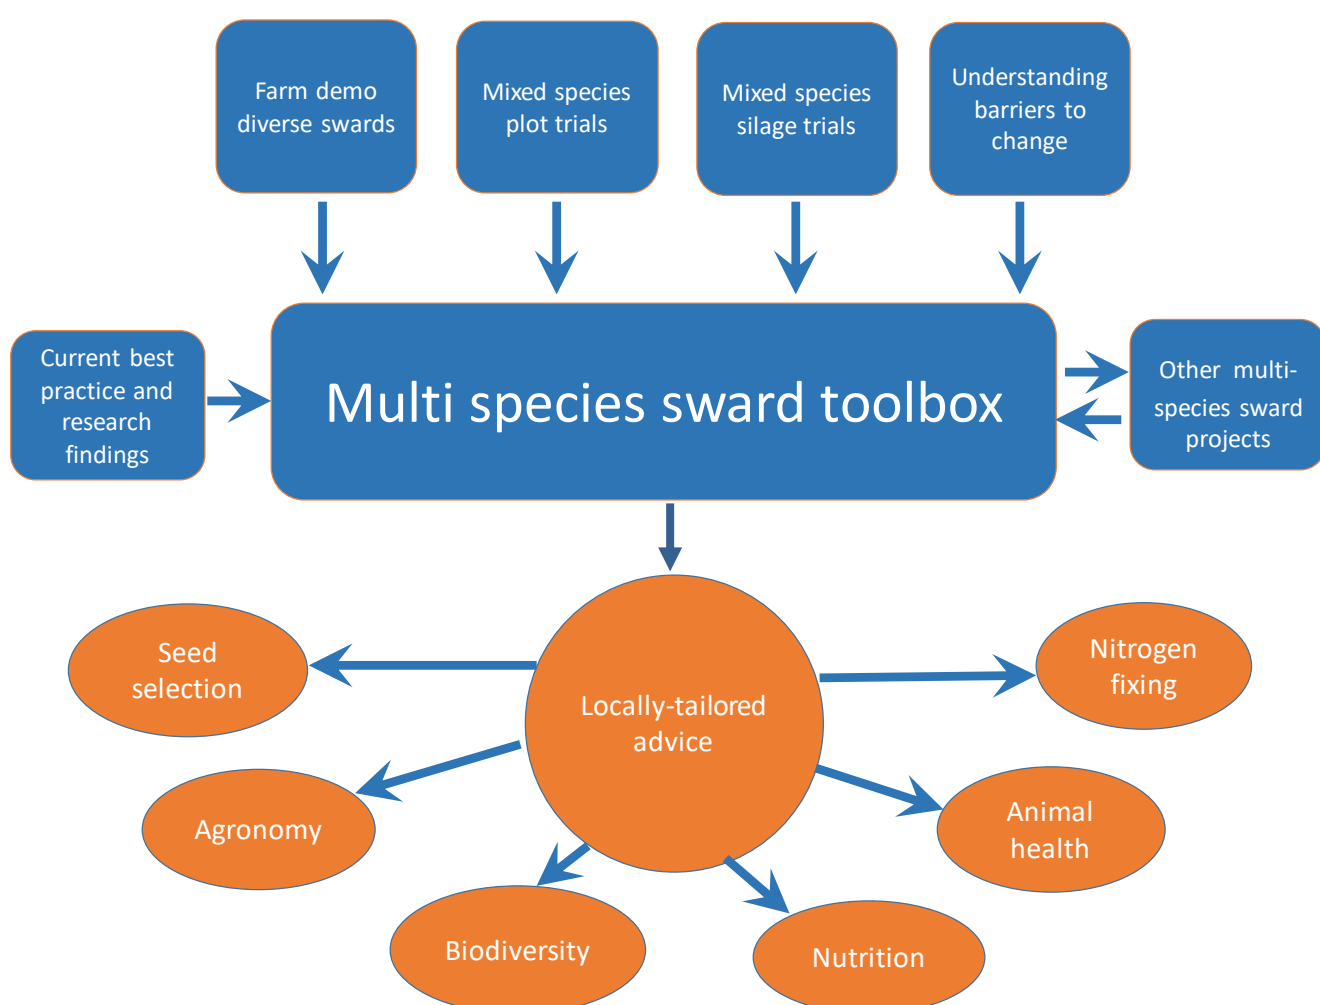 Farm demo
diverse swards
Mixed species
plot trials
Mixed species
silage trials
Understanding
barriers to
change
Current best
practice and
research
findings
Multi species sward toolbox
Other multi-
species sward
projects
Locally-tailored
advice
Seed
selection
Agronomy
Biodiversity
Nutrition
Animal
health
Nitrogen
fixing